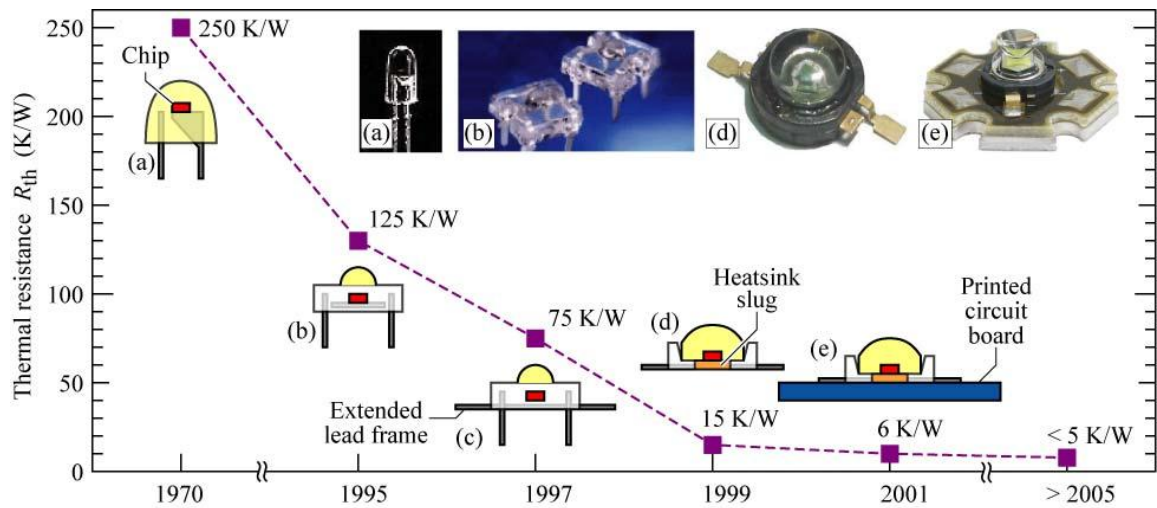 Thermal resistance Rth (K/W)
250
200
150
100
50
0
250 K/W
Chip
(a)
(a)
(b)
(d)
(e)
125 K/W
(b)
75 K/W
Extended
lead frame
(c)
Heatsink
slug
(d)
15 K/W
Printed
circuit
board
(e)
6 K/W
< 5 K/W
1970
1995
1997
1999
2001
> 2005